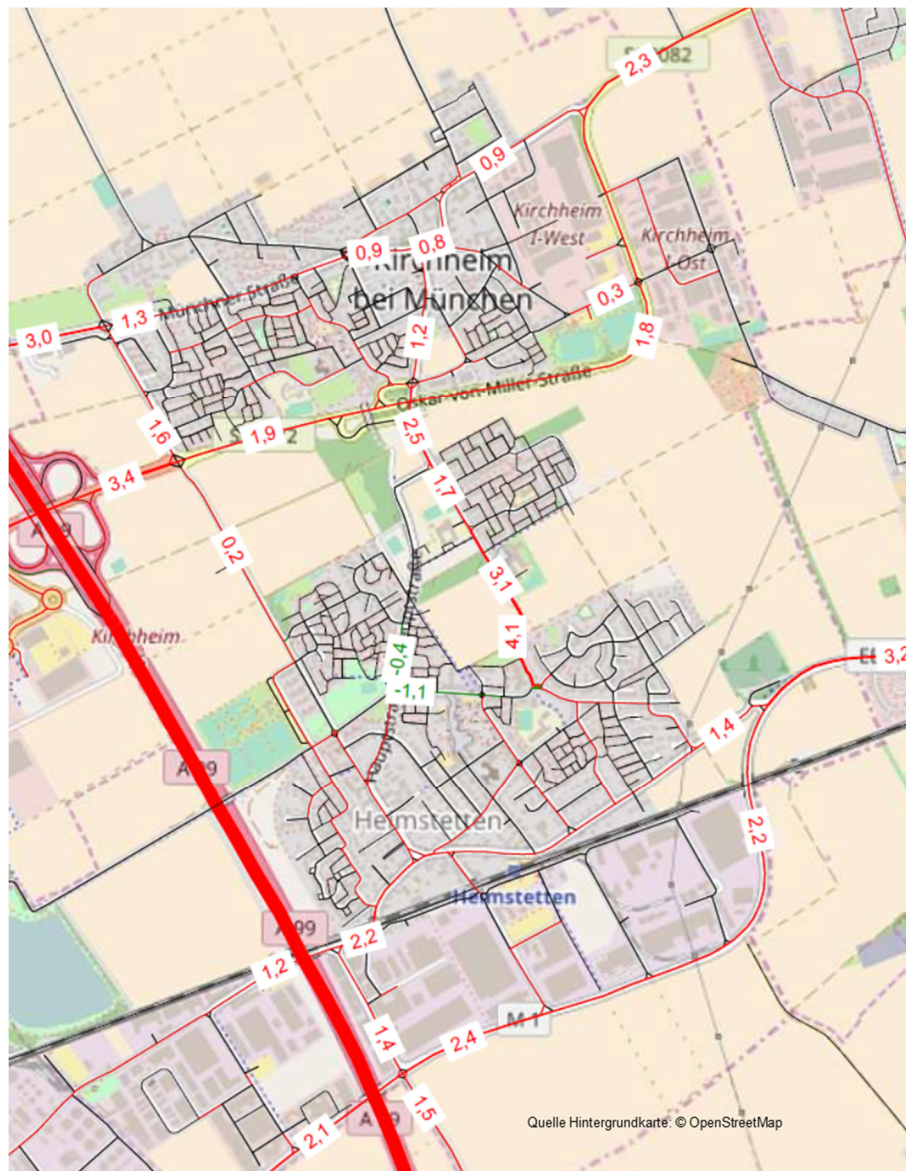 2,3
0,9
Kirchheim
I-West
Kirchheim
I-Ost
0,9
0,8
Kirchheim
bei München
1,3
Münchner-Straße
3,0
0,3
1,8
1,2
Oskar-von-Miller-Straße
2,5
1,6
1,9
3,4
1,7
0,2
3,1
Kirchheim
4,1
-0,4
-1,1
3,2
1,4
Hauptstraße
Heimstetten
2,2
Heimstetten
2,2
1,2
1,4
M 1
2,4
1,5
2,1
Quelle Hintergrundkarte: © OpenStreetMap